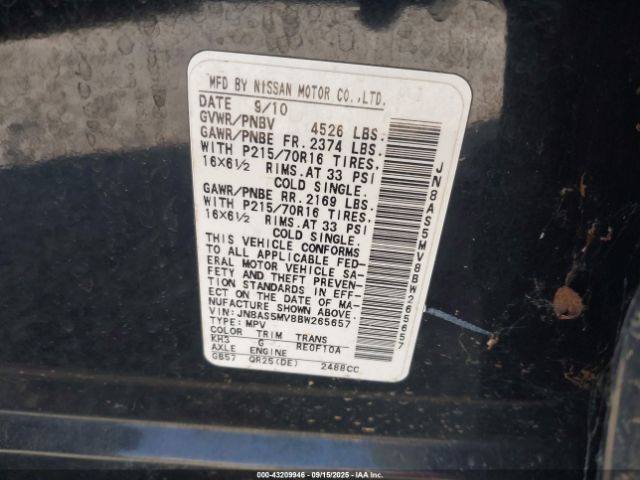 MFD BY NISSAN MOTOR CO.,LTD.
DATE 9/10
GVWR/PNBV 4526 LBS.
GAWR/PNBE FR. 2374 LBS.
WITH P215/70R16 TIRES.
16X6½ RIMS.AT 33 PSI
COLD SINGLE.
GAWR/PNBE RR. 2169 LBS.
WITH P215/70R16 TIRES.
16X6½ RIMS.AT 33 PSI
COLD SINGLE.
THIS VEHICLE CONFORMS
TO ALL APPLICABLE FED-
ERAL MOTOR VEHICLE SA-
FETY AND THEFT PREVEN-
TION STANDARDS IN EFF-
ECT ON THE DATE OF MA-
NUFACTURE SHOWN ABOVE.
VIN: JN8AS5MV8BW265657
TYPE: MPV
COLOR TRIM TRANS
KH3 G RE0F10A
AXLE ENGINE
GB57 QR25(DE) 2488CC
JN8AS5MV8BW265657
000-43209946 - 09/15/2025 - IAA Inc.